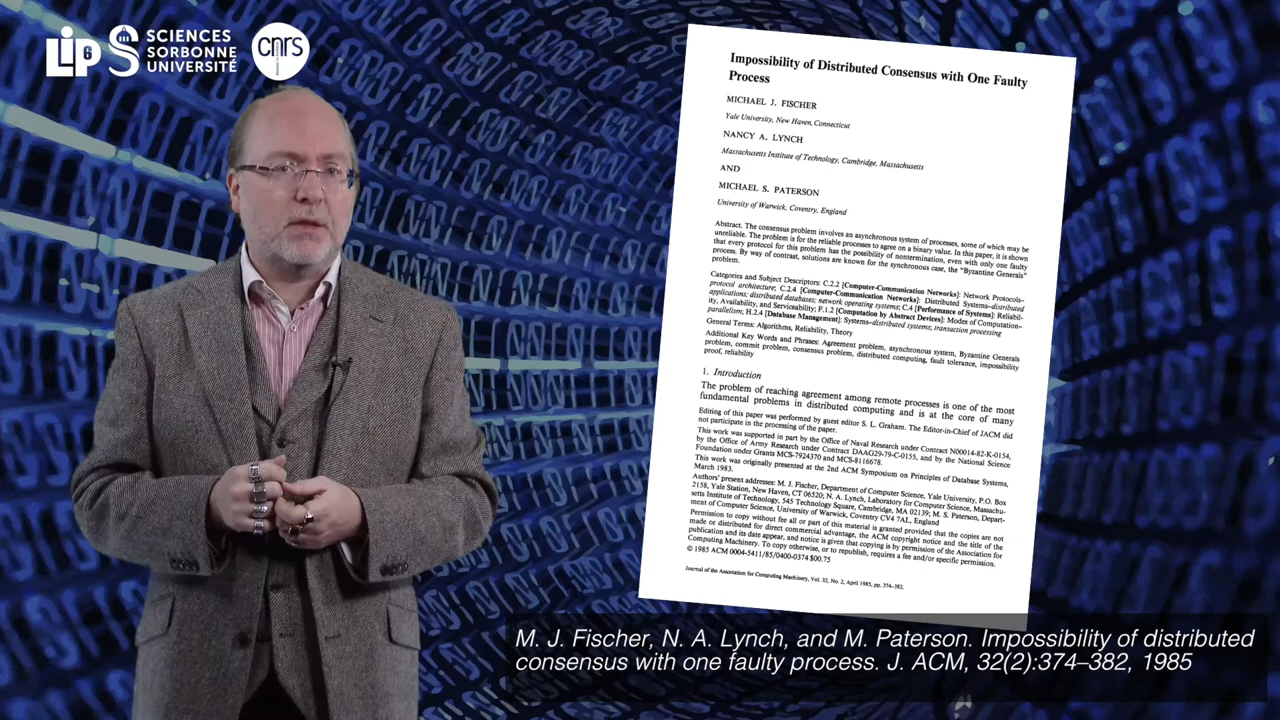 LIP6
SCIENCES
SORBONNE
UNIVERSITÉ
cnrs
Impossibility of Distributed Consensus with One Faulty
Process
MICHAEL J. FISCHER
Yale University, New Haven, Connecticut
NANCY A. LYNCH
Massachusetts Institute of Technology, Cambridge, Massachusetts
AND
MICHAEL S. PATERSON
University of Warwick, Coventry, England
Abstract. The consensus problem involves an asynchronous system of processes, some of which may be
unreliable. The problem is for the reliable processes to agree on a binary value. In this paper, it is shown
that every protocol for this problem has the possibility of nontermination, even with only one faulty
process. By way of contrast, solutions are known for the synchronous case, the "Byzantine Generals"
problem.
Categories and Subject Descriptors: C.2.2 [Computer-Communication Networks]: Network Protocols–
protocol architecture; C.2.4 [Computer-Communication Networks]: Distributed Systems–distributed
applications; distributed databases; network operating systems; C.4 [Performance of Systems]: Reliabil-
ity, Availability, and Serviceability; F.1.2 [Computation by Abstract Devices]: Modes of Computation–
parallelism; H.2.4 [Database Management]: Systems–distributed systems; transaction processing
General Terms: Algorithms, Reliability, Theory
Additional Key Words and Phrases: Agreement problem, asynchronous system, Byzantine Generals
problem, commit problem, consensus problem, distributed computing, fault tolerance, impossibility
proof, reliability
1. Introduction
The problem of reaching agreement among remote processes is one of the most
fundamental problems in distributed computing and is at the core of many
Editing of this paper was performed by guest editor S. L. Graham. The Editor-in-Chief of JACM did
not participate in the processing of the paper.
This work was supported in part by the Office of Naval Research under Contract N00014-82-K-0154,
by the Office of Army Research under Contract DAAG29-79-C-0155, and by the National Science
Foundation under Grants MCS-7924370 and MCS-8116678.
This work was originally presented at the 2nd ACM Symposium on Principles of Database Systems,
March 1983.
Authors' present addresses: M. J. Fischer, Department of Computer Science, Yale University, P.O. Box
2158, Yale Station, New Haven, CT 06520; N. A. Lynch, Laboratory for Computer Science, Massachu-
setts Institute of Technology, 545 Technology Square, Cambridge, MA 02139; M. S. Paterson, Depart-
ment of Computer Science, University of Warwick, Coventry CV4 7AL, England
Permission to copy without fee all or part of this material is granted provided that the copies are not
made or distributed for direct commercial advantage, the ACM copyright notice and the title of the
publication and its date appear, and notice is given that copying is by permission of the Association for
Computing Machinery. To copy otherwise, or to republish, requires a fee and/or specific permission.
© 1985 ACM 0004-5411/85/0400-0374 $00.75
Journal of the Association for Computing Machinery, Vol. 32, No. 2, April 1985, pp. 374–382.
M. J. Fischer, N. A. Lynch, and M. Paterson. Impossibility of distributed
consensus with one faulty process. J. ACM, 32(2):374–382, 1985